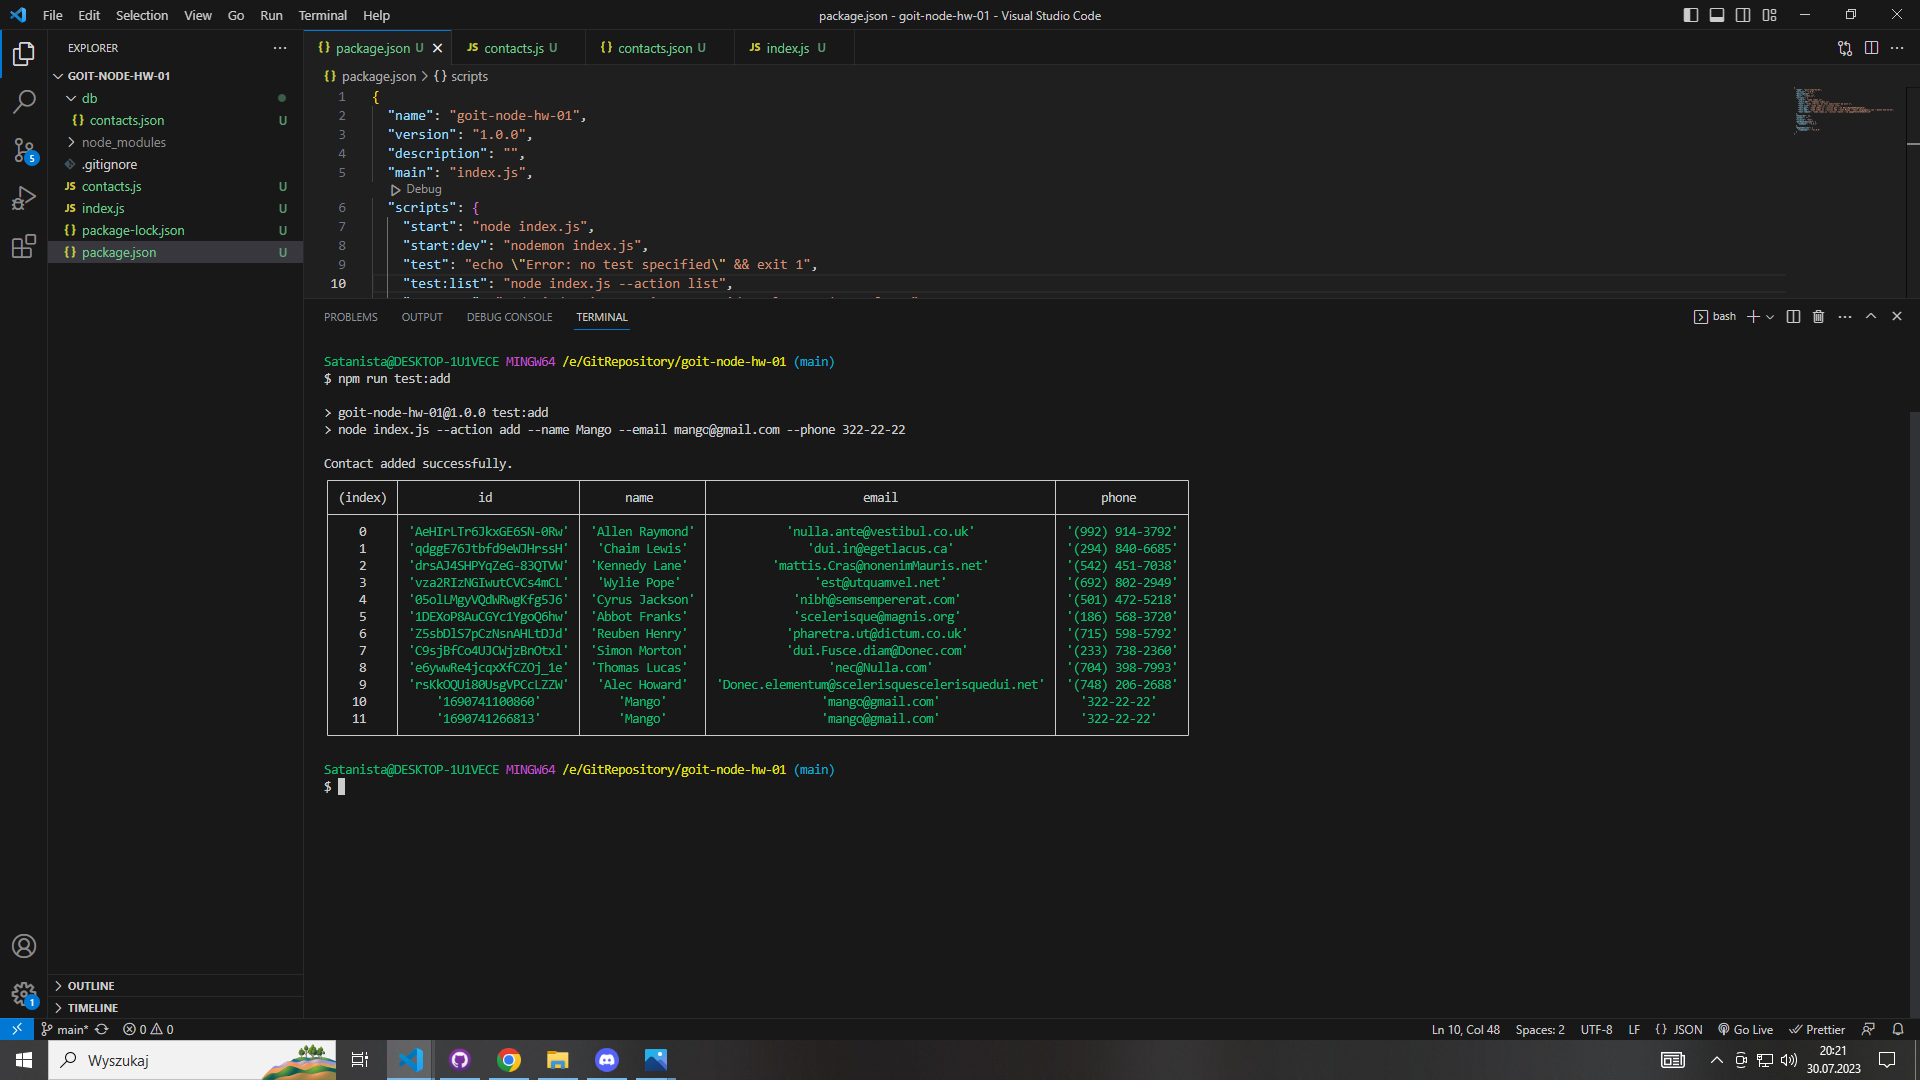 File Edit Selection View Go Run Terminal Help
package.json - goit-node-hw-01 - Visual Studio Code
EXPLORER
GOIT-NODE-HW-01
db
{} contacts.json U
node_modules
.gitignore
JS contacts.js U
JS index.js U
{} package-lock.json U
{} package.json U
OUTLINE
TIMELINE
5
1
{} package.json U
JS contacts.js U
{} contacts.json U
JS index.js U
{} package.json > {} scripts
1 {
2 "name": "goit-node-hw-01",
3 "version": "1.0.0",
4 "description": "",
5 "main": "index.js",
Debug
6 "scripts": {
7 "start": "node index.js",
8 "start:dev": "nodemon index.js",
9 "test": "echo \"Error: no test specified\" && exit 1",
10 "test:list": "node index.js --action list",
PROBLEMS OUTPUT DEBUG CONSOLE TERMINAL
bash
Satanista@DESKTOP-1U1VECE MINGW64 /e/GitRepository/goit-node-hw-01 (main)
$ npm run test:add
> goit-node-hw-01@1.0.0 test:add
> node index.js --action add --name Mango --email mango@gmail.com --phone 322-22-22
Contact added successfully.
(index) id name email phone
0 'AeHIrLTr6JkxGE6SN-0Rw' 'Allen Raymond' 'nulla.ante@vestibul.co.uk' '(992) 914-3792'
1 'qdggE76Jtbfd9eWJHrssH' 'Chaim Lewis' 'dui.in@egetlacus.ca' '(294) 840-6685'
2 'drsAJ4SHPYqZeG-83QTVW' 'Kennedy Lane' 'mattis.Cras@nonenimMauris.net' '(542) 451-7038'
3 'vza2RIzNGIwutCVCs4mCL' 'Wylie Pope' 'est@utquamvel.net' '(692) 802-2949'
4 '05olLMgyVQdWRwgKfg5J6' 'Cyrus Jackson' 'nibh@semsempererat.com' '(501) 472-5218'
5 '1DEXoP8AuCGYc1YgoQ6hw' 'Abbot Franks' 'scelerisque@magnis.org' '(186) 568-3720'
6 'Z5sbDlS7pCzNsnAHLtDJd' 'Reuben Henry' 'pharetra.ut@dictum.co.uk' '(715) 598-5792'
7 'C9sjBfCo4UJCWjzBnOtxl' 'Simon Morton' 'dui.Fusce.diam@Donec.com' '(233) 738-2360'
8 'e6ywwRe4jcqxXfCZOj_1e' 'Thomas Lucas' 'nec@Nulla.com' '(704) 398-7993'
9 'rsKkOQUi80UsgVPCcLZZW' 'Alec Howard' 'Donec.elementum@scelerisquescelerisquedui.net' '(748) 206-2688'
10 '1690741100860' 'Mango' 'mango@gmail.com' '322-22-22'
11 '1690741266813' 'Mango' 'mango@gmail.com' '322-22-22'
Satanista@DESKTOP-1U1VECE MINGW64 /e/GitRepository/goit-node-hw-01 (main)
$
main* 0 0
Ln 10, Col 48 Spaces: 2 UTF-8 LF {} JSON Go Live Prettier
Wyszukaj
20:21
30.07.2023